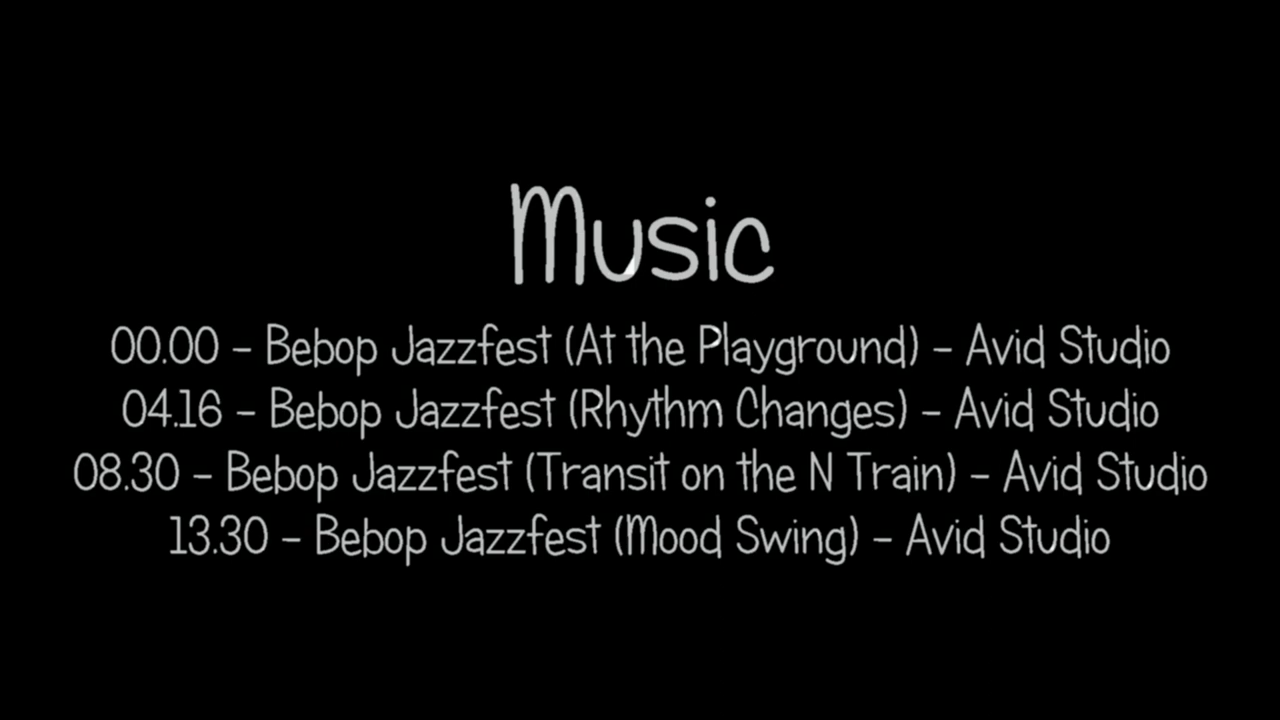 Music
00.00 - Bebop Jazzfest (At the Playground) - Avid Studio
04.16 - Bebop Jazzfest (Rhythm Changes) - Avid Studio
08.30 - Bebop Jazzfest (Transit on the N Train) - Avid Studio
13.30 - Bebop Jazzfest (Mood Swing) - Avid Studio